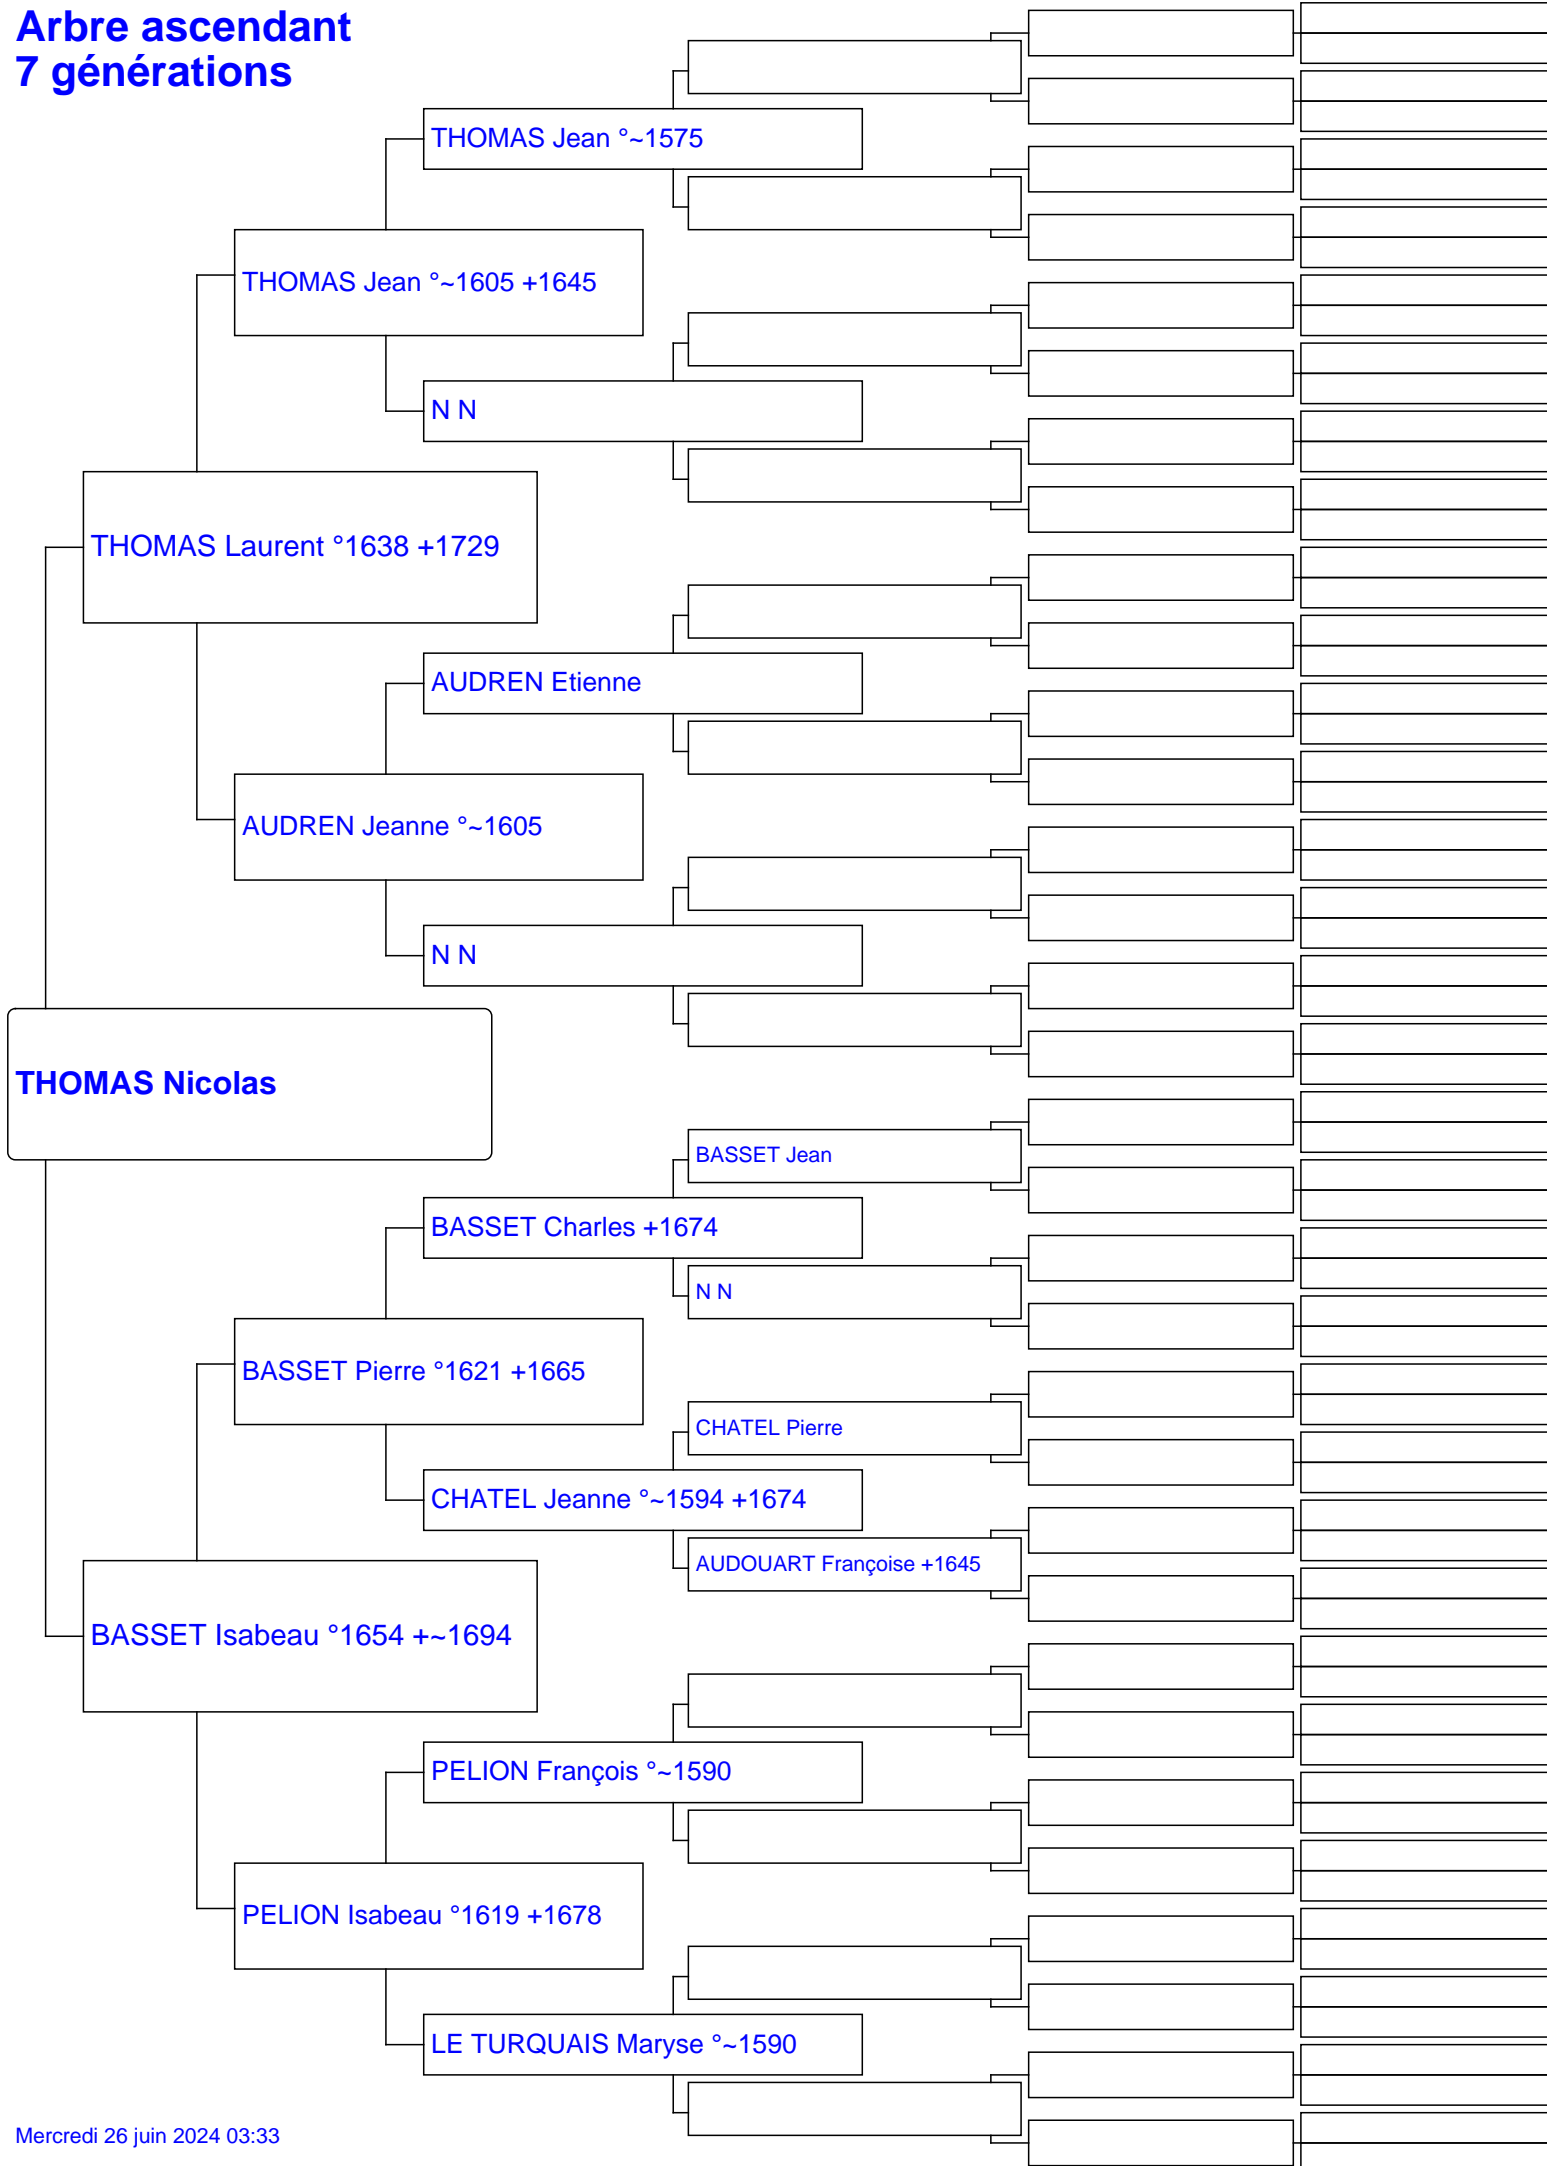 Arbre ascendant
7 générations
THOMAS Jean °~1575
THOMAS Jean °~1605 +1645
N N
THOMAS Laurent °1638 +1729
AUDREN Etienne
AUDREN Jeanne °~1605
N N
THOMAS Nicolas
BASSET Jean
BASSET Charles +1674
N N
BASSET Pierre °1621 +1665
CHATEL Pierre
CHATEL Jeanne °~1594 +1674
AUDOUART Françoise +1645
BASSET Isabeau °1654 +~1694
PELION François °~1590
PELION Isabeau °1619 +1678
LE TURQUAIS Maryse °~1590
Mercredi 26 juin 2024 03:33